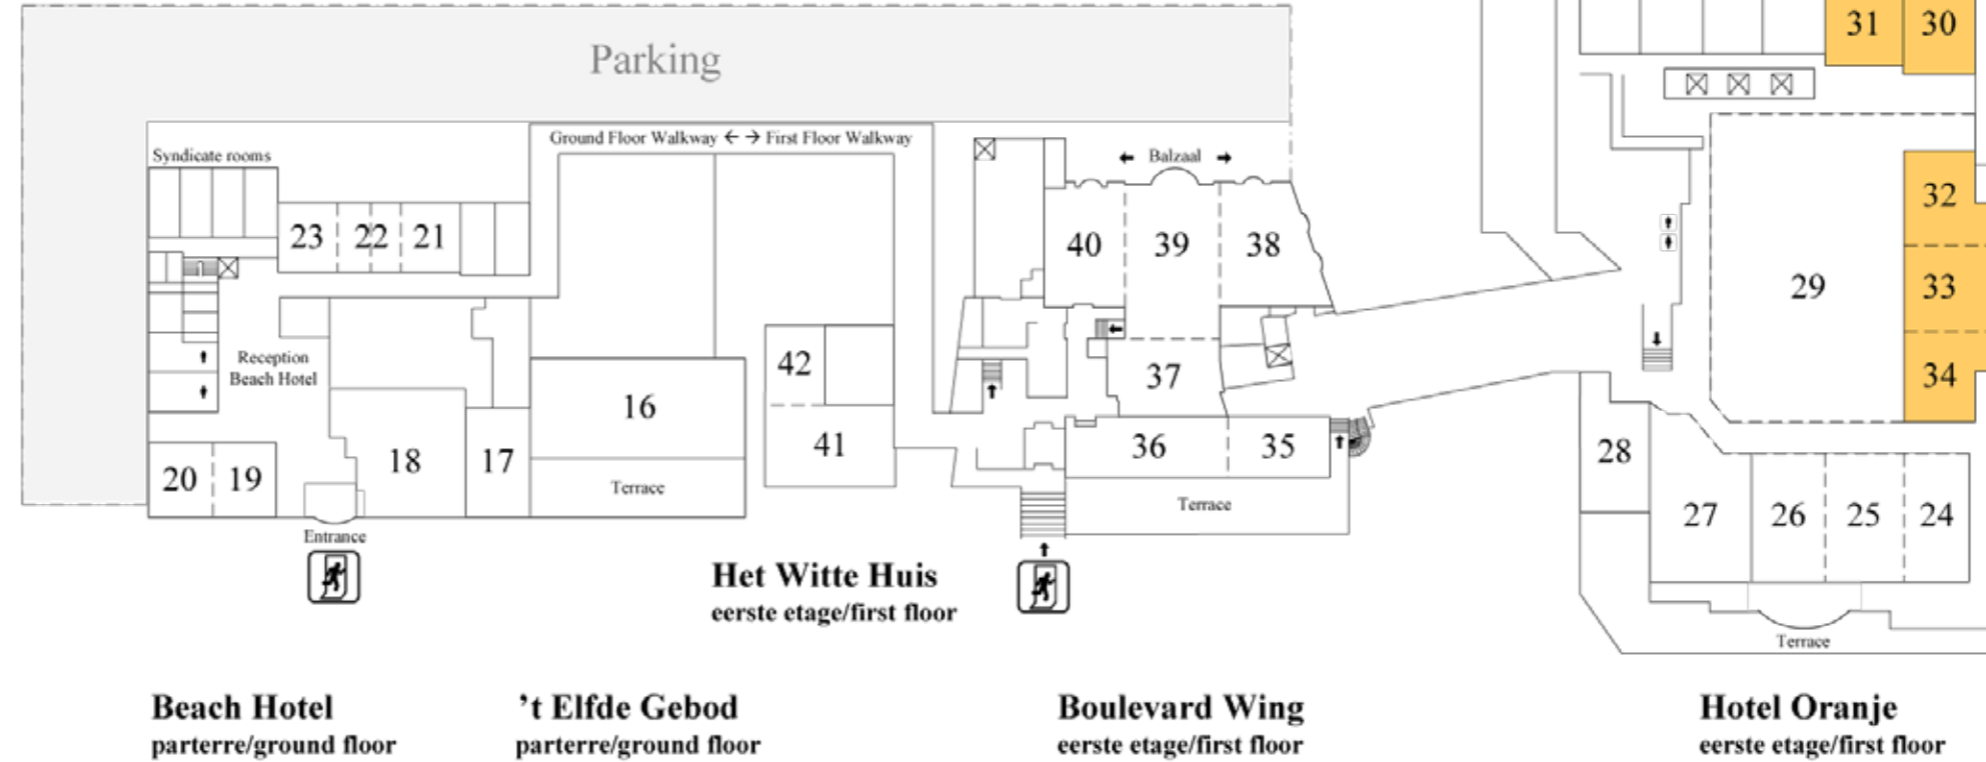 31 30
Parking
Ground Floor Walkway ← → First Floor Walkway
Syndicate rooms
← Balzaal →
32
23 22 21
40 39 38
29
33
Reception
Beach Hotel
42
37
34
16
41
36 35
28
20 19
18
17
Terrace
Terrace
27 26 25 24
Entrance
Het Witte Huis
eerste etage/first floor
Terrace
Beach Hotel
parterre/ground floor
’t Elfde Gebod
parterre/ground floor
Boulevard Wing
eerste etage/first floor
Hotel Oranje
eerste etage/first floor